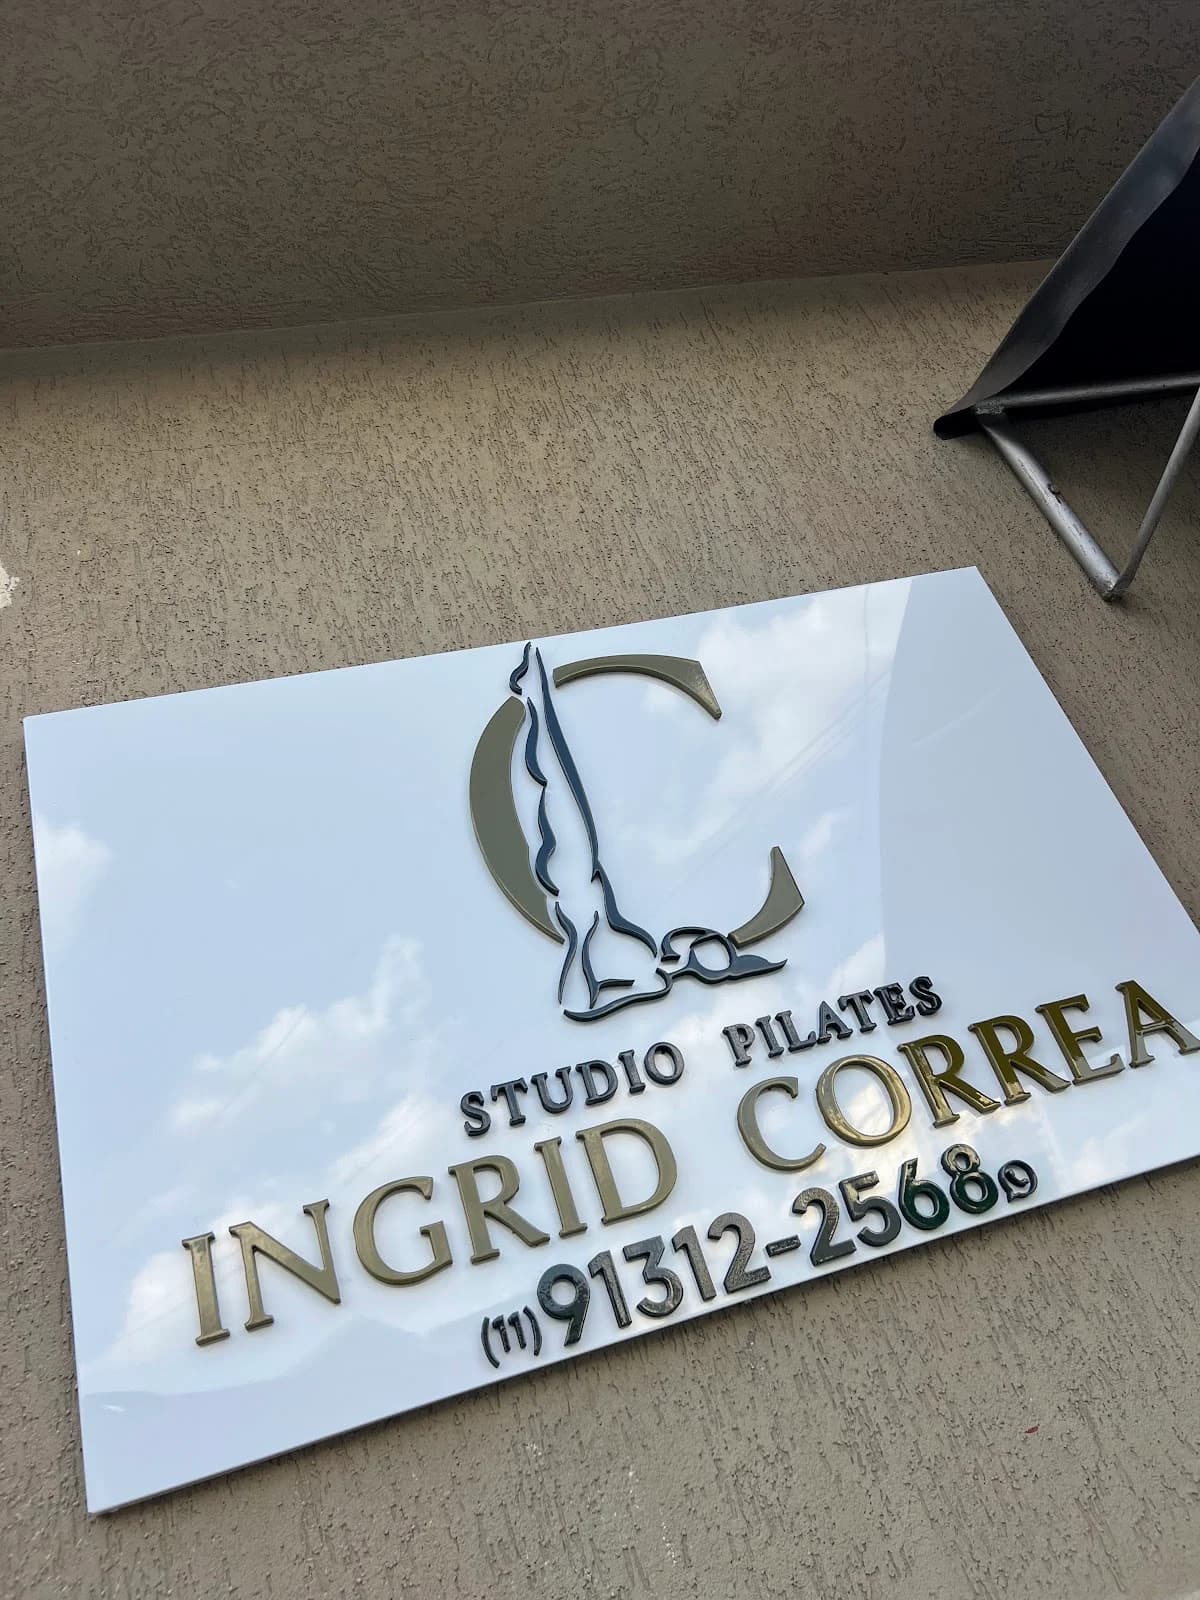 C
STUDIO PILATES
INGRID CORREA
(11) 91312-2568